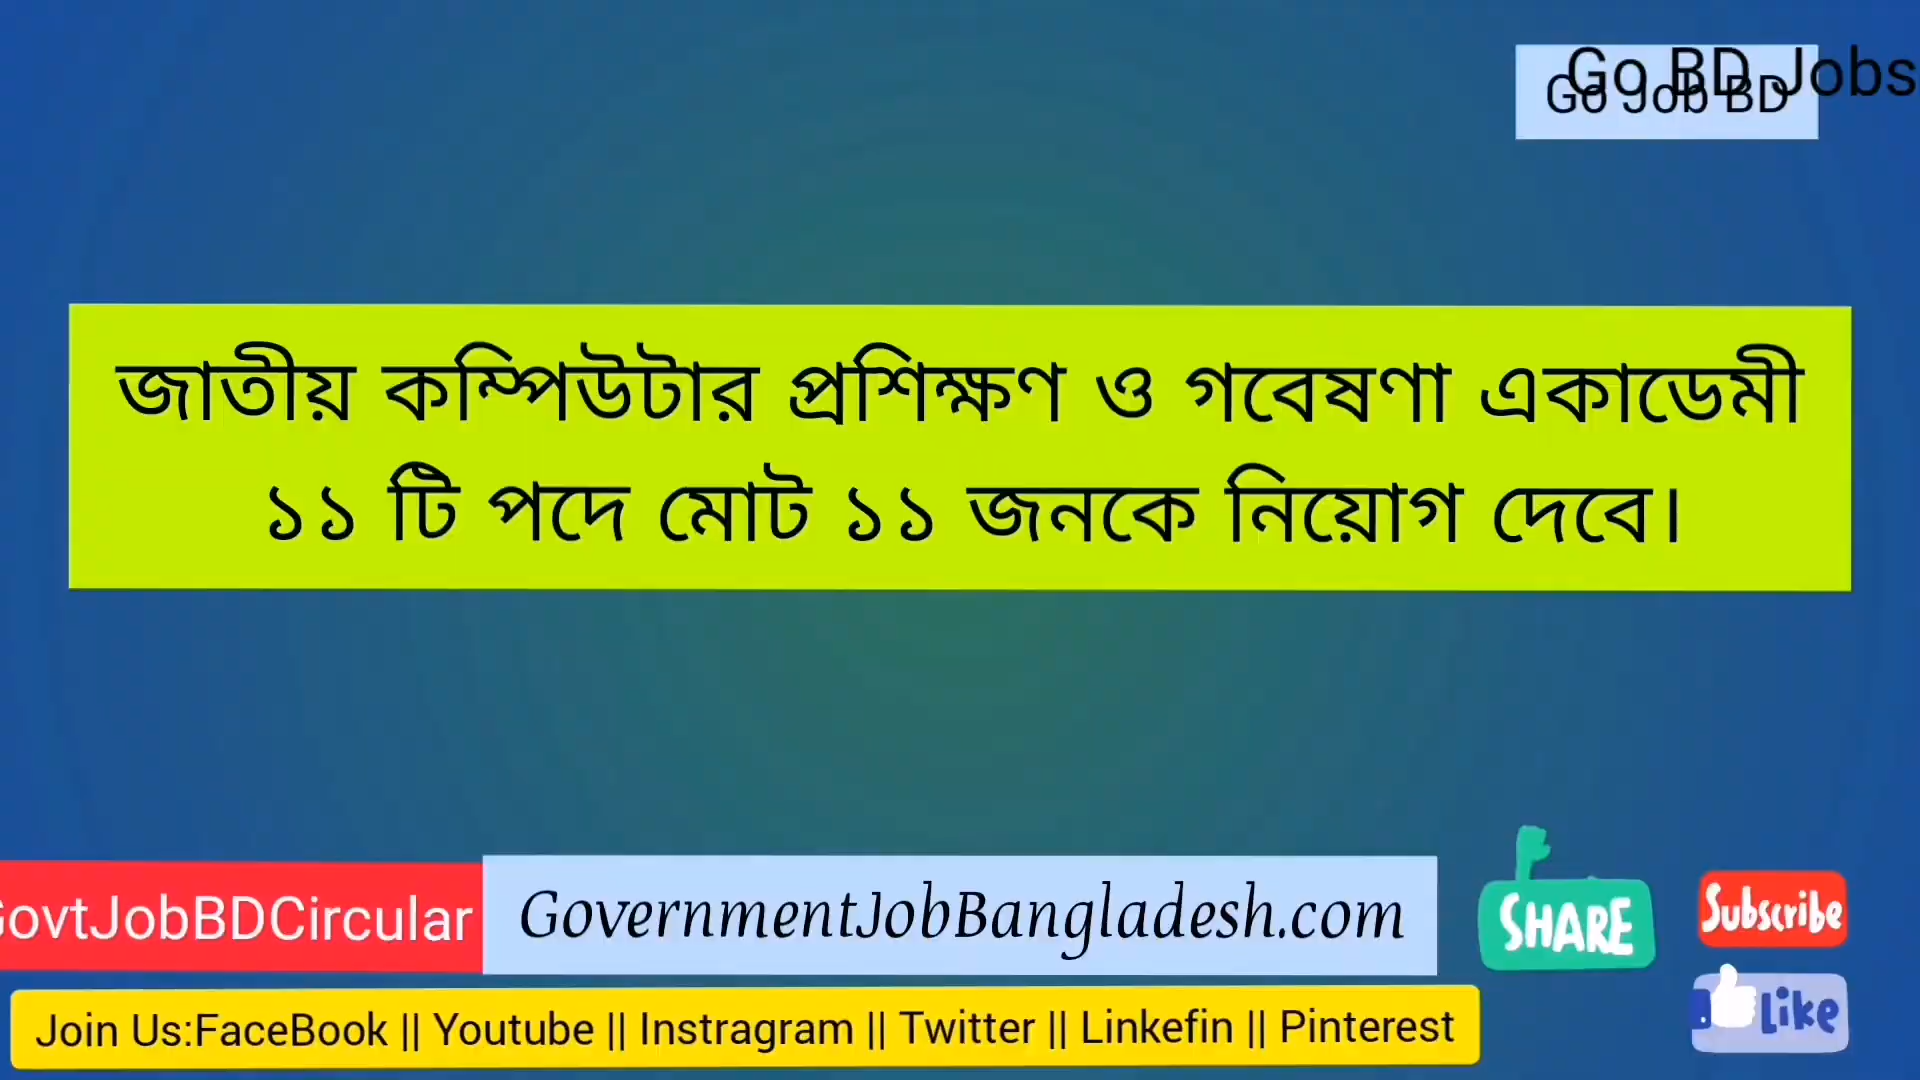 Go BD Jobs
Go Job BD
জাতীয় কম্পিউটার প্রশিক্ষণ ও গবেষণা একাডেমী
১১ টি পদে মোট ১১ জনকে নিয়োগ দেবে।
GovtJobBDCircular
GovernmentJobBangladesh.com
SHARE
Subscribe
Like
Join Us:FaceBook || Youtube || Instragram || Twitter || Linkefin || Pinterest